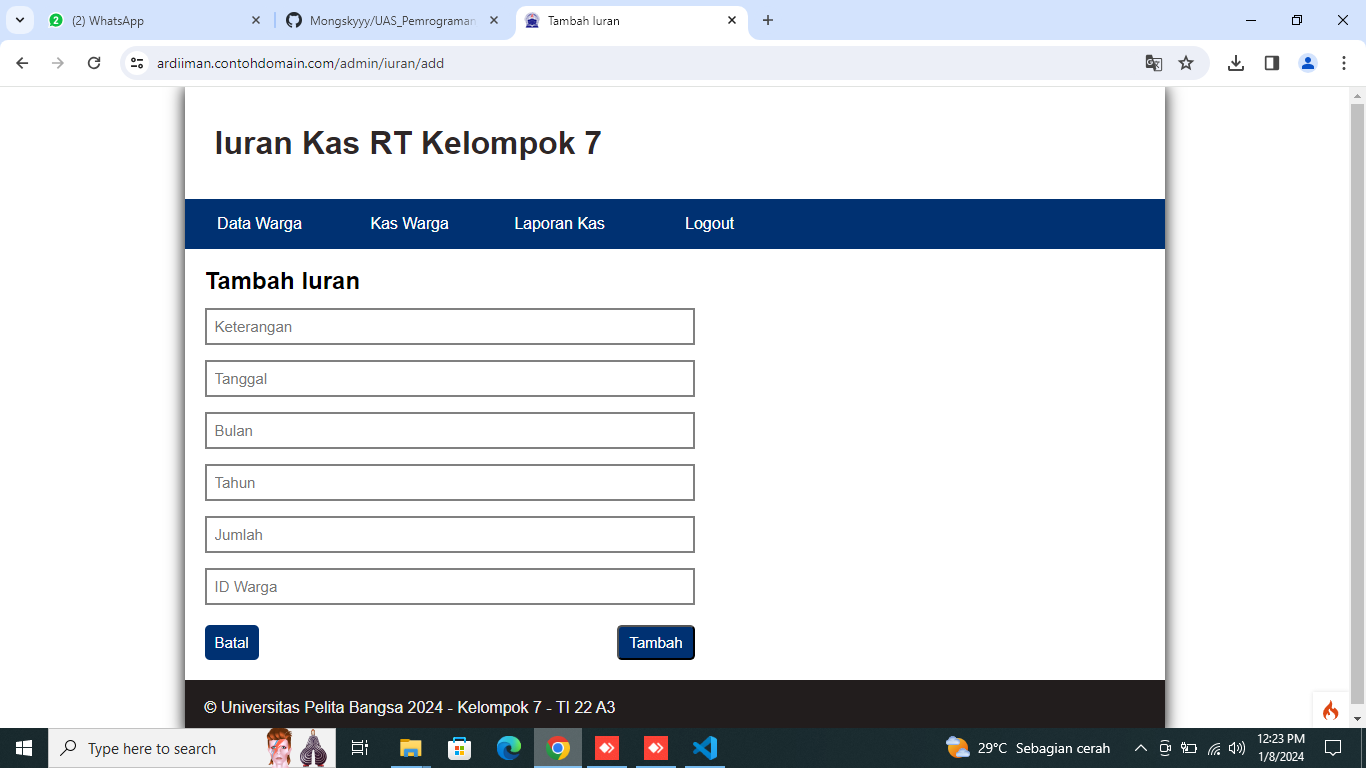 (2) WhatsApp
Mongskyyy/UAS_Pemrograman
Tambah Iuran
ardiiman.contohdomain.com/admin/iuran/add
Iuran Kas RT Kelompok 7
Data Warga Kas Warga Laporan Kas Logout
Tambah Iuran
Keterangan
Tanggal
Bulan
Tahun
Jumlah
ID Warga
Batal Tambah
© Universitas Pelita Bangsa 2024 - Kelompok 7 - TI 22 A3
Type here to search
29°C Sebagian cerah
12:23 PM
1/8/2024